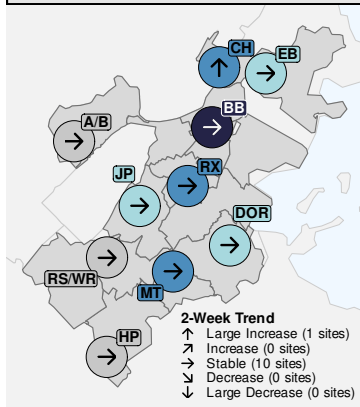 CH
EB
BB
A/B
RX
JP
DOR
RS/WR
MT
HP
2-Week Trend
↑ Large Increase (1 sites)
↗ Increase (0 sites)
→ Stable (10 sites)
↘ Decrease (0 sites)
↓ Large Decrease (0 sites)